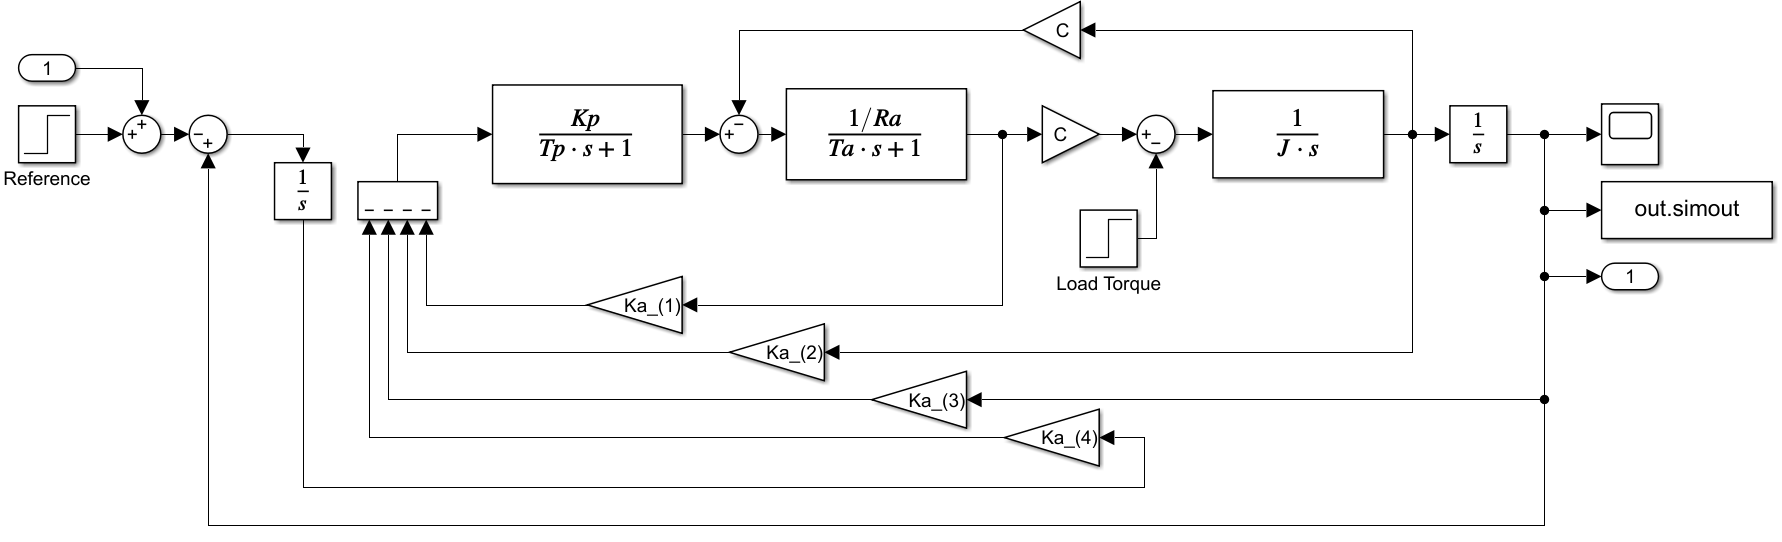 C
1
+
+
−
+
Reference
1
s
Kp
Tp · s + 1
+
−
1/Ra
Ta · s + 1
C
+
−
1
J · s
1
s
− − − −
out.simout
1
Load Torque
Ka_(1)
Ka_(2)
Ka_(3)
Ka_(4)